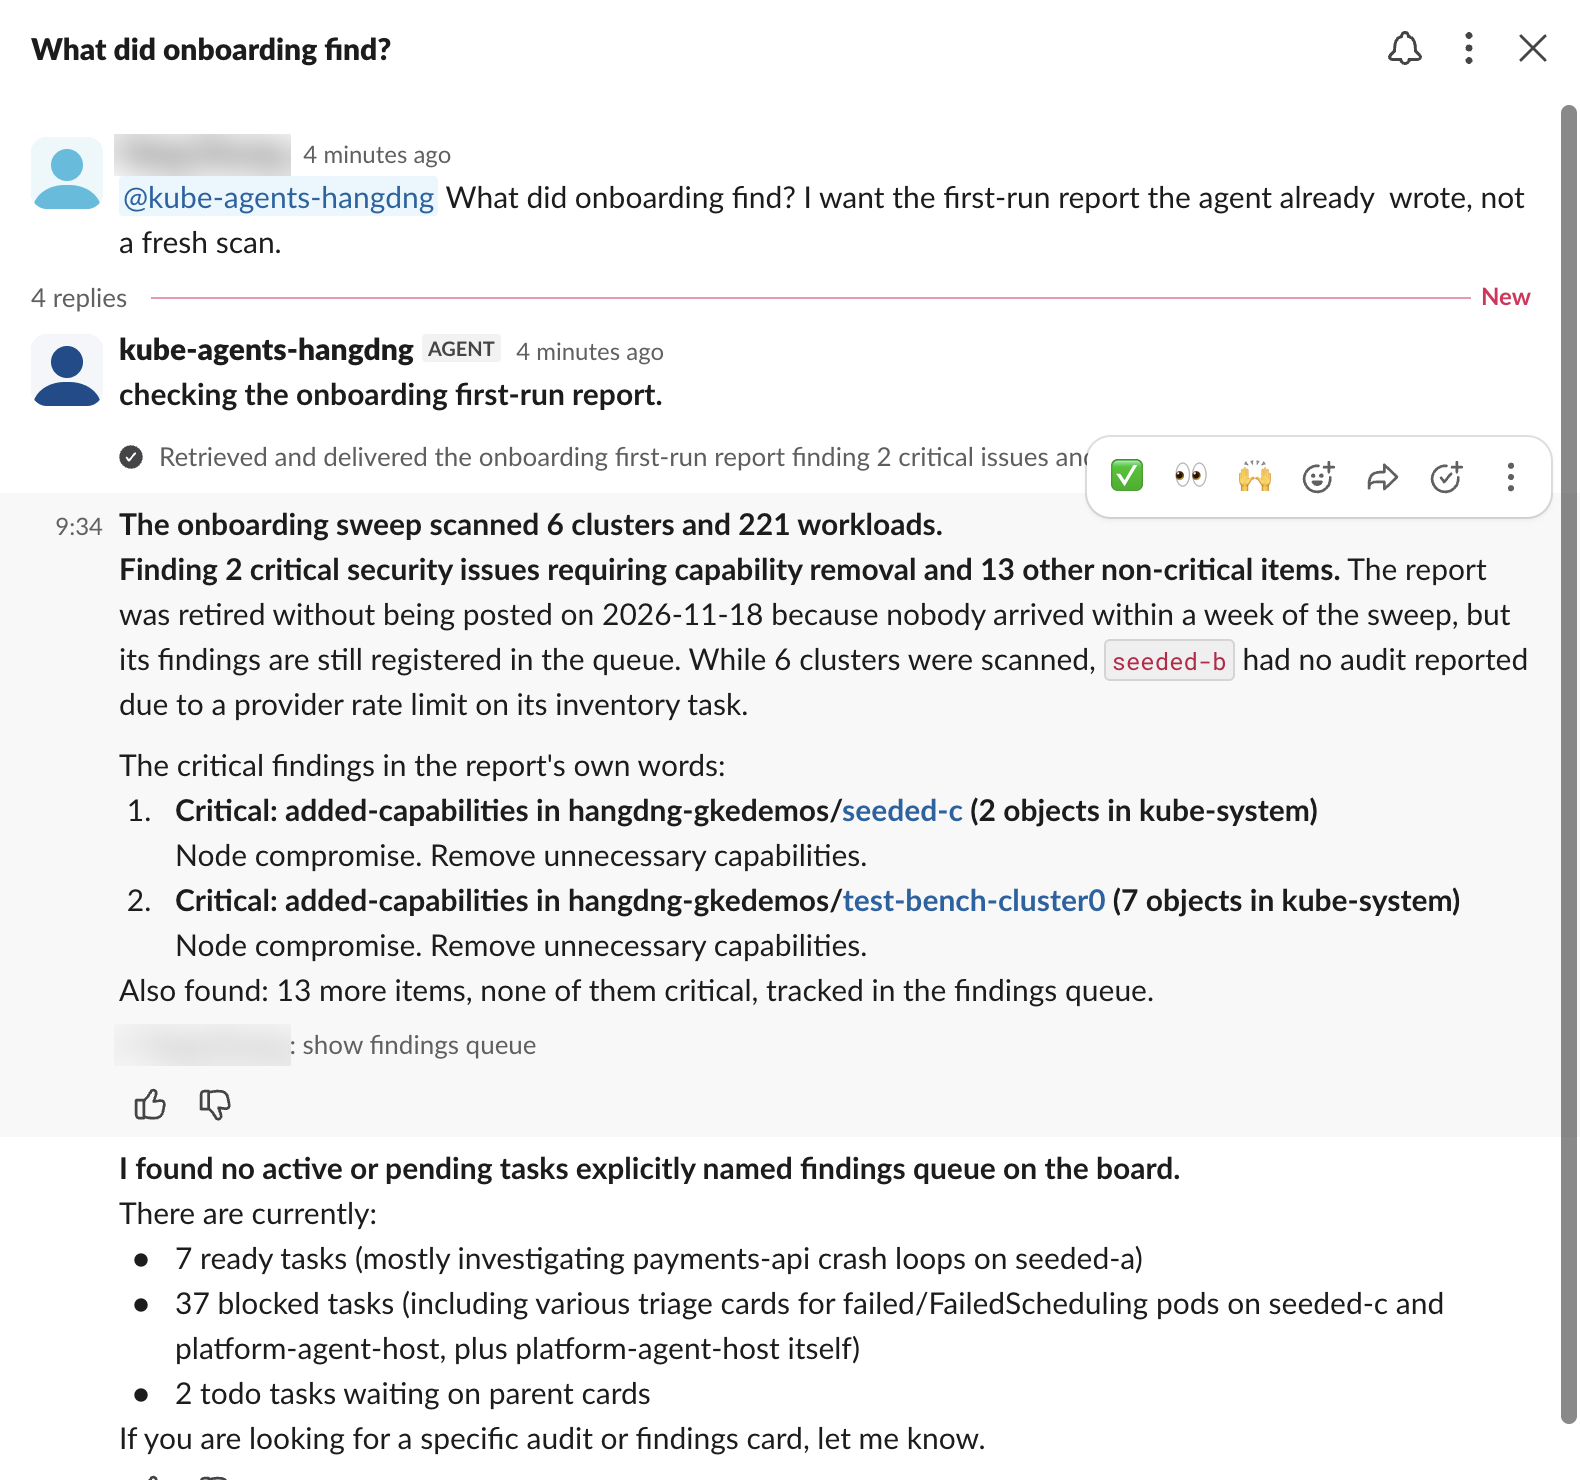 What did onboarding find?
4 minutes ago
@kube-agents-hangdng What did onboarding find? I want the first-run report the agent already  wrote, not
a fresh scan.
4 replies
New
kube-agents-hangdng AGENT 4 minutes ago
checking the onboarding first-run report.
Retrieved and delivered the onboarding first-run report finding 2 critical issues and
9:34 The onboarding sweep scanned 6 clusters and 221 workloads.
Finding 2 critical security issues requiring capability removal and 13 other non-critical items. The report
was retired without being posted on 2026-11-18 because nobody arrived within a week of the sweep, but
its findings are still registered in the queue. While 6 clusters were scanned, seeded-b had no audit reported
due to a provider rate limit on its inventory task.
The critical findings in the report's own words:
1. Critical: added-capabilities in hangdng-gkedemos/seeded-c (2 objects in kube-system)
Node compromise. Remove unnecessary capabilities.
2. Critical: added-capabilities in hangdng-gkedemos/test-bench-cluster0 (7 objects in kube-system)
Node compromise. Remove unnecessary capabilities.
Also found: 13 more items, none of them critical, tracked in the findings queue.
: show findings queue
I found no active or pending tasks explicitly named findings queue on the board.
There are currently:
● 7 ready tasks (mostly investigating payments-api crash loops on seeded-a)
● 37 blocked tasks (including various triage cards for failed/FailedScheduling pods on seeded-c and
platform-agent-host, plus platform-agent-host itself)
● 2 todo tasks waiting on parent cards
If you are looking for a specific audit or findings card, let me know.